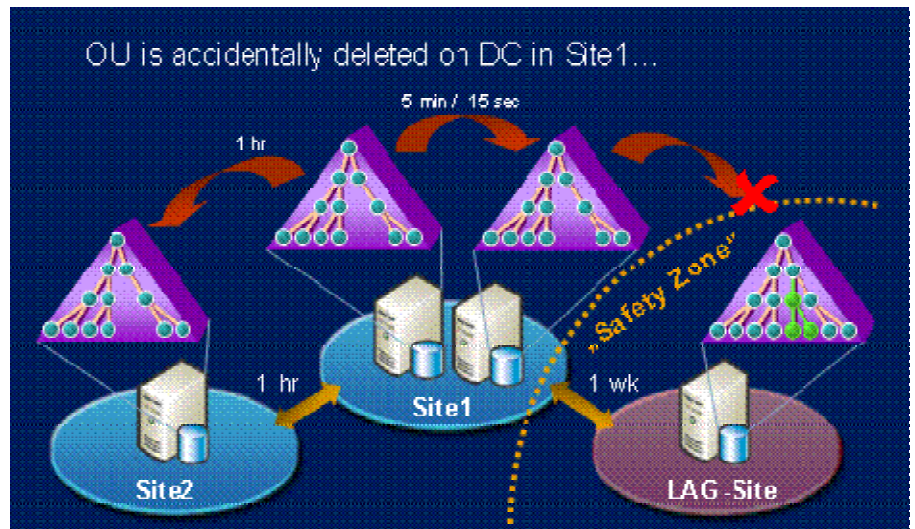 OU is accidentally deleted on DC in Site1...
5 min / 15 sec
1 hr
„Safety Zone“
1 hr
1 wk
Site1
Site2
LAG -Site